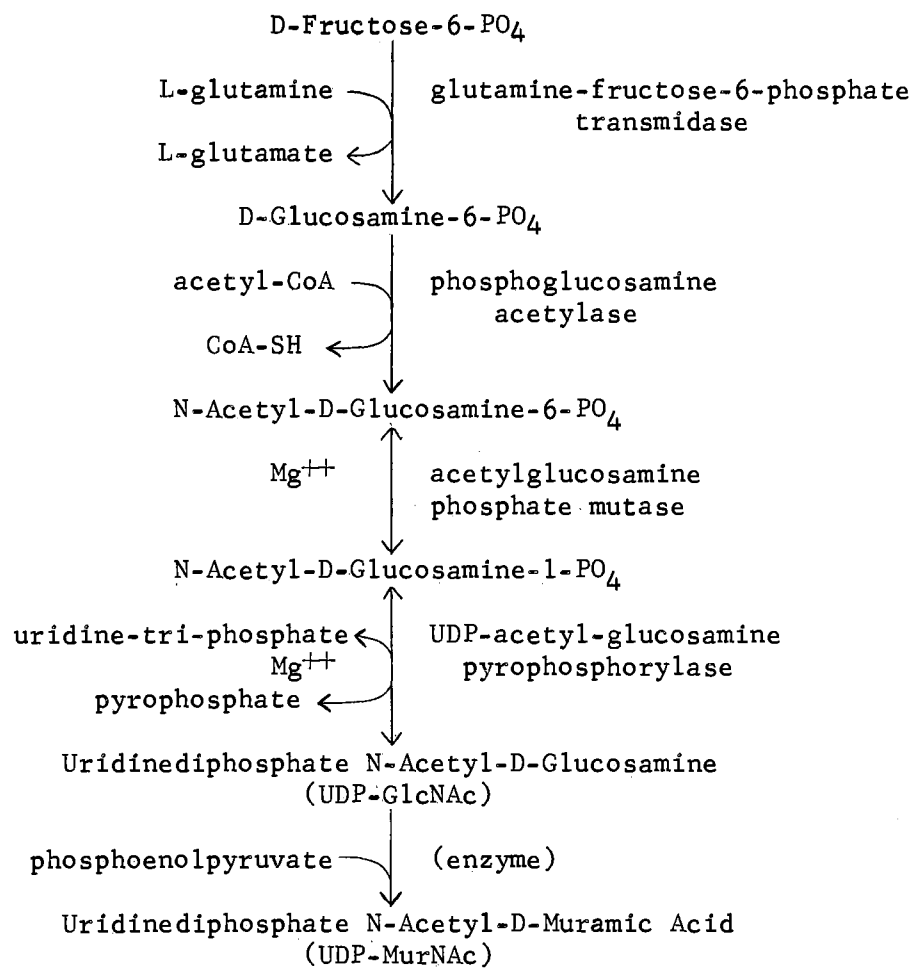 D-Fructose-6-PO4
L-glutamine
glutamine-fructose-6-phosphate
transmidase
L-glutamate
D-Glucosamine-6-PO4
acetyl-CoA
phosphoglucosamine
acetylase
CoA-SH
N-Acetyl-D-Glucosamine-6-PO4
Mg++
acetylglucosamine
phosphate mutase
N-Acetyl-D-Glucosamine-1-PO4
uridine-tri-phosphate
UDP-acetyl-glucosamine
Mg++
pyrophosphorylase
pyrophosphate
Uridinediphosphate N-Acetyl-D-Glucosamine
(UDP-GlcNAc)
phosphoenolpyruvate
(enzyme)
Uridinediphosphate N-Acetyl-D-Muramic Acid
(UDP-MurNAc)